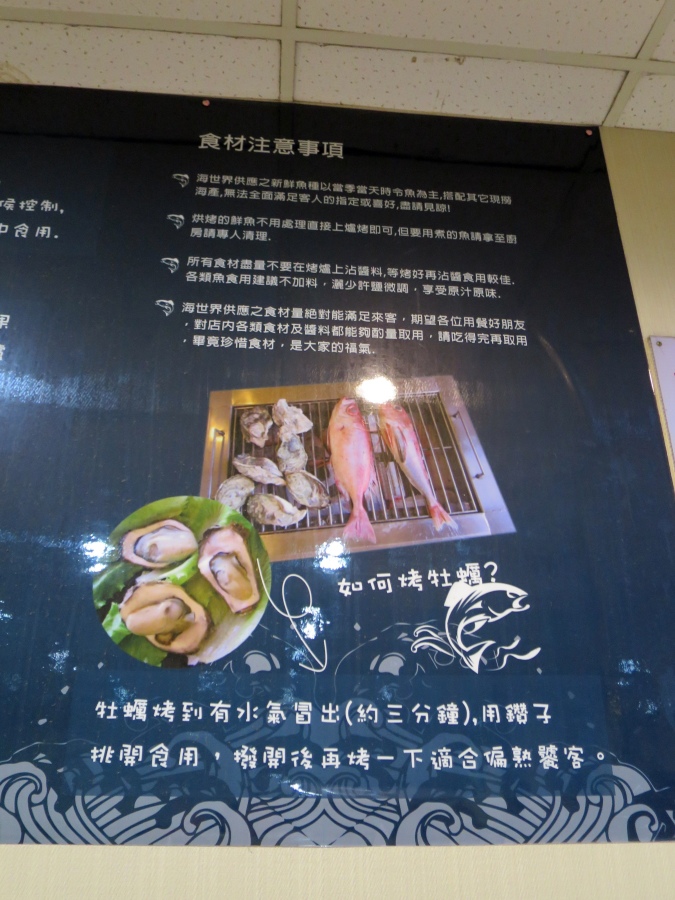 食材注意事項
海世界供應之新鮮魚種以當季當天時令魚為主,搭配其它現撈
海產,無法全面滿足客人的指定或喜好,盡請見諒!
烘烤的鮮魚不用處理直接上爐烤即可,但要用煮的魚請拿至廚
房請專人清理.
所有食材盡量不要在烤爐上沾醬料,等烤好再沾醬食用較佳.
各類魚食用建議不加料，灑少許鹽微調，享受原汁原味.
海世界供應之食材量絕對能滿足來客，期望各位用餐好朋友
，對店內各類食材及醬料都能夠酌量取用，請吃得完再取用
，畢竟珍惜食材，是大家的福氣.
候控制,
食用.
如何烤牡蠣?
牡蠣烤到有水氣冒出(約三分鐘),用鑽子
挑開食用，撥開後再烤一下適合偏熟饕客。